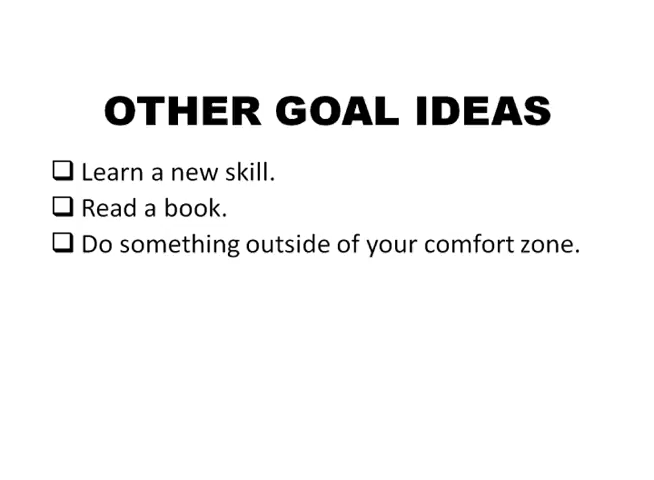 OTHER GOAL IDEAS
❑ Learn a new skill.
❑ Read a book.
❑ Do something outside of your comfort zone.